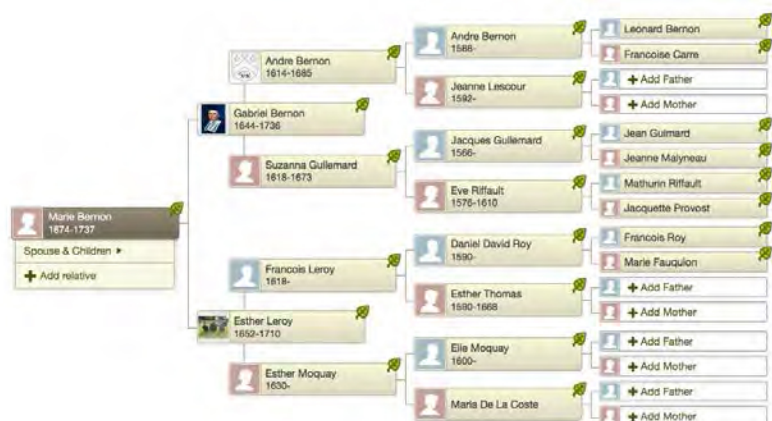 Marie Bernon
1674-1737
Spouse & Children
Add relative
Gabriel Bernon
1644-1736
Esther Leroy
1652-1710
Andre Bernon
1614-1685
Suzanna Gullemard
1618-1673
Francois Leroy
1618-
Esther Moquay
1630-
Andre Bernon
1566-
Jeanne Lescour
1592-
Jacques Gullemard
1566-
Eve Riffault
1576-1610
Daniel David Roy
1590-
Esther Thomas
1590-1668
Elie Moquay
1600-
Maria De La Coste
Leonard Bernon
Francoise Carre
Add Father
Add Mother
Jean Guimard
Jeanne Malyneau
Mathurin Riffault
Jacquette Provost
Francois Roy
Marie Fauquion
Add Father
Add Mother
Add Father
Add Mother
Add Father
Add Mother